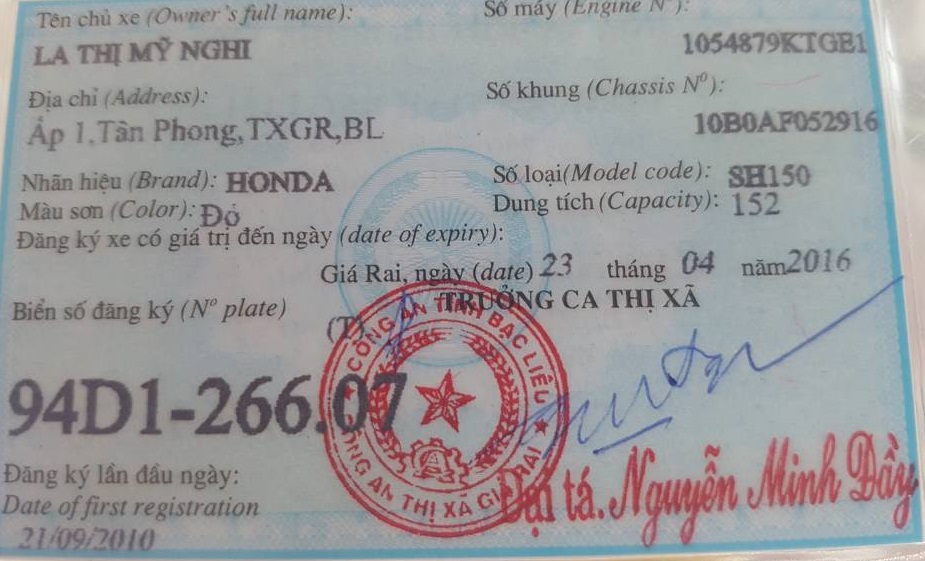 Tên chủ xe (Owner's full name):
LA THỊ MỸ NGHI
Số máy (Engine Nº):
1054879KTGE1
Địa chỉ (Address):
Ấp 1,Tân Phong,TXGR,BL
Số khung (Chassis Nº):
10B0AF052916
Nhãn hiệu (Brand): HONDA
Số loại(Model code): SH150
Màu sơn (Color): Đỏ
Dung tích (Capacity): 152
Đăng ký xe có giá trị đến ngày (date of expiry):
Giá Rai, ngày (date) 23 tháng 04 năm2016
TRƯỞNG CA THỊ XÃ
Biển số đăng ký (Nº plate)
(T)
94D1-266.07
CÔNG AN TỈNH BẠC LIÊU
CÔNG AN THỊ XÃ GIÁ RAI
Đại tá. Nguyễn Minh Đầy
Đăng ký lần đầu ngày:
Date of first registration
21/09/2010